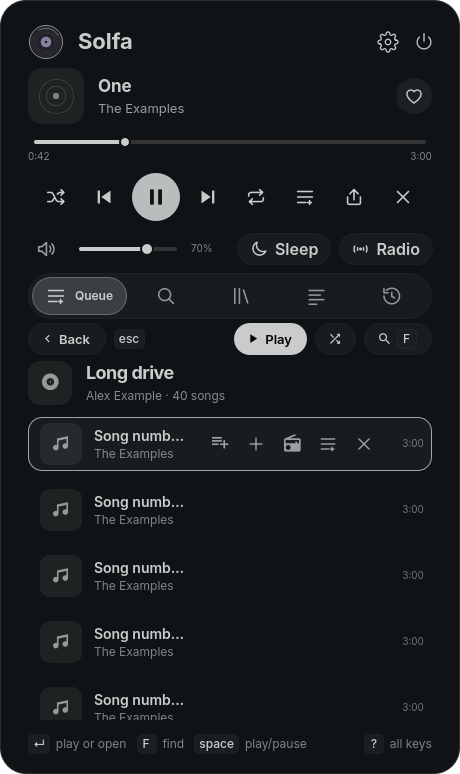 Solfa
One
The Examples
0:42 3:00
70% Sleep Radio
Queue
Back esc Play F
Long drive
Alex Example · 40 songs
Song numb... 3:00
The Examples
Song numb... 3:00
The Examples
Song numb... 3:00
The Examples
Song numb... 3:00
The Examples
Song numb...
The Examples
play or open F find space play/pause ? all keys